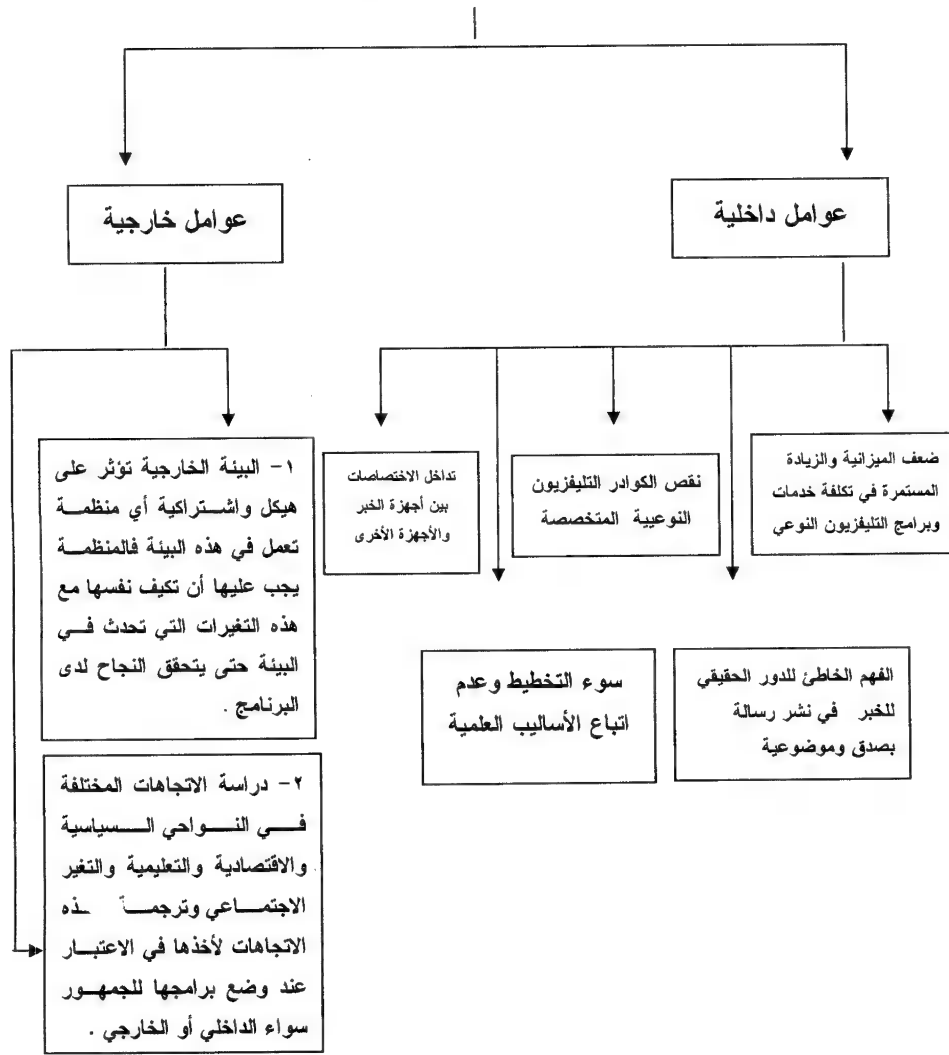 عوامل داخلية
عوامل خارجية
ضعف الميزانية والزيادة
المستمرة في تكلفة خدمات
وبرامج التليفزيون النوعي
نقص الكوادر التليفزيون
النوعيية المتخصصة
تداخل الاختصاصات
بين أجهزة الخبر
والأجهزة الأخرى
الفهم الخاطئ للدور الحقيقي
للخبر في نشر رسالة
بصدق وموضوعية
سوء التخطيط وعدم
اتباع الأساليب العلمية
١- البيئة الخارجية تؤثر على
هيكل واشتراكية أي منظمة
تعمل في هذه البيئة فالمنظمة
يجب عليها أن تكيف نفسها مع
هذه التغيرات التي تحدث في
البيئة حتى يتحقق النجاح لدى
البرنامج .
٢- دراسة الاتجاهات المختلفة
في النواحي السياسية
والاقتصادية والتعليمية والتغير
الاجتماعي
الاتجاهات لأخذها في الاعتبار
عند وضع برامجها للجمهور
سواء الداخلي أو الخارجي .